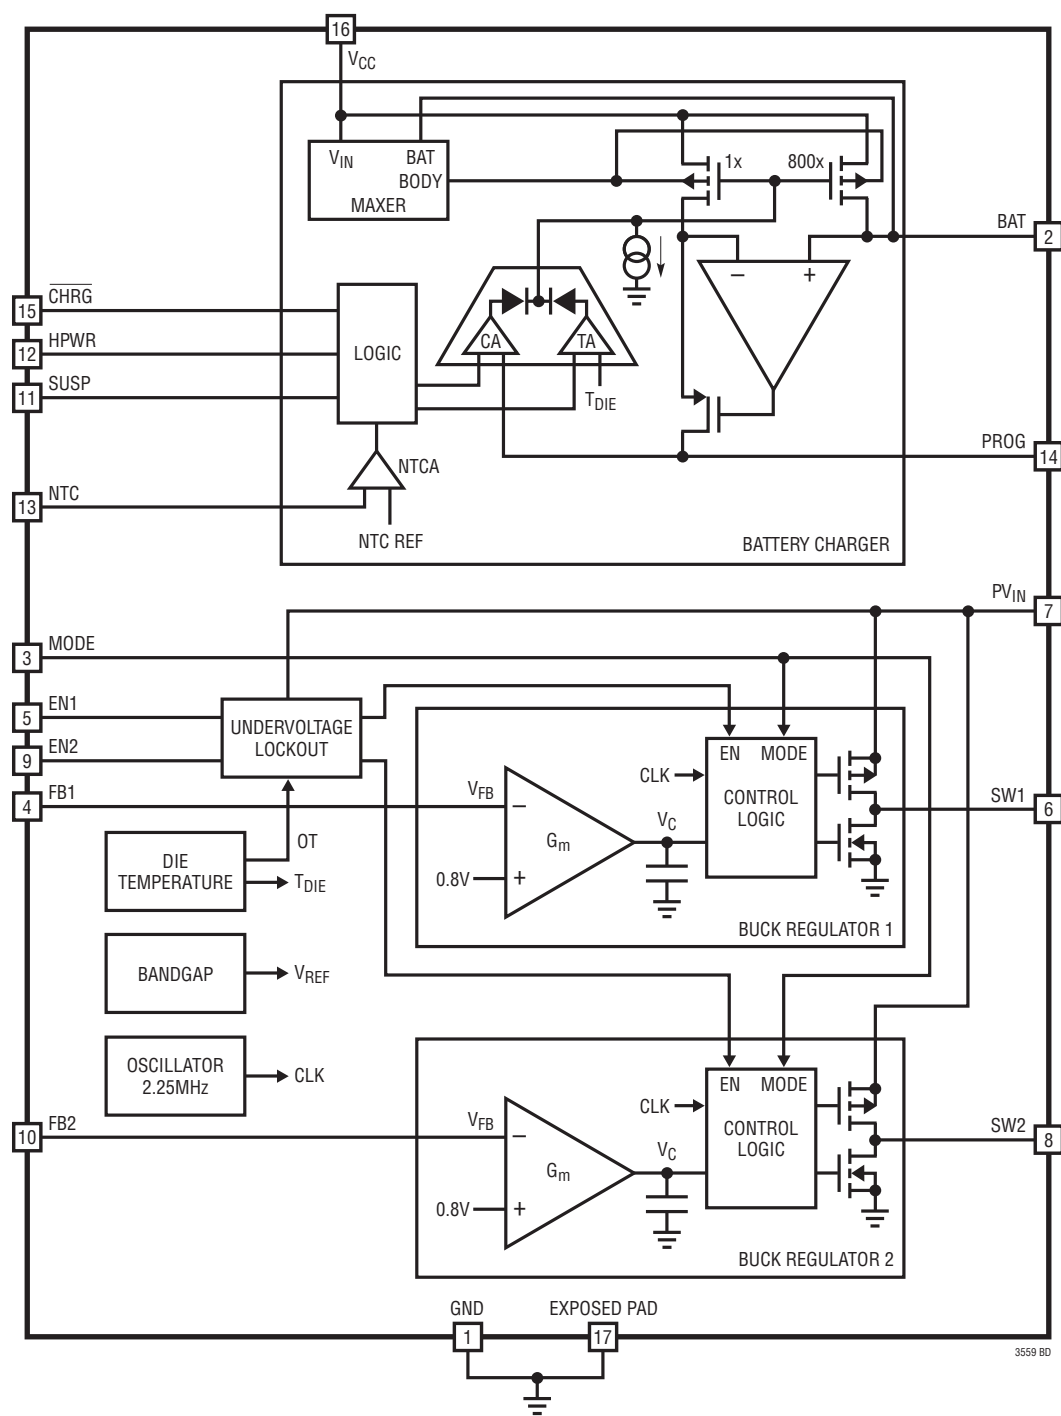 16
VCC
VIN BAT
BODY
MAXER
1x
800x
BAT
2
CHRG
15
HPWR
12
SUSP
11
LOGIC
CA
TA
TDIE
− +
PROG
14
NTCA
NTC
13
NTC REF
BATTERY CHARGER
PVIN
7
MODE
3
EN1
5
EN2
9
UNDERVOLTAGE
LOCKOUT
FB1
4
OT
DIE
TEMPERATURE
TDIE
BANDGAP
VREF
OSCILLATOR
2.25MHz
CLK
EN MODE
CLK
CONTROL
LOGIC
VFB
−
Gm
VC
0.8V
+
SW1
6
BUCK REGULATOR 1
EN MODE
CLK
CONTROL
LOGIC
FB2
10
VFB
−
Gm
VC
0.8V
+
SW2
8
BUCK REGULATOR 2
GND
1
EXPOSED PAD
17
3559 BD